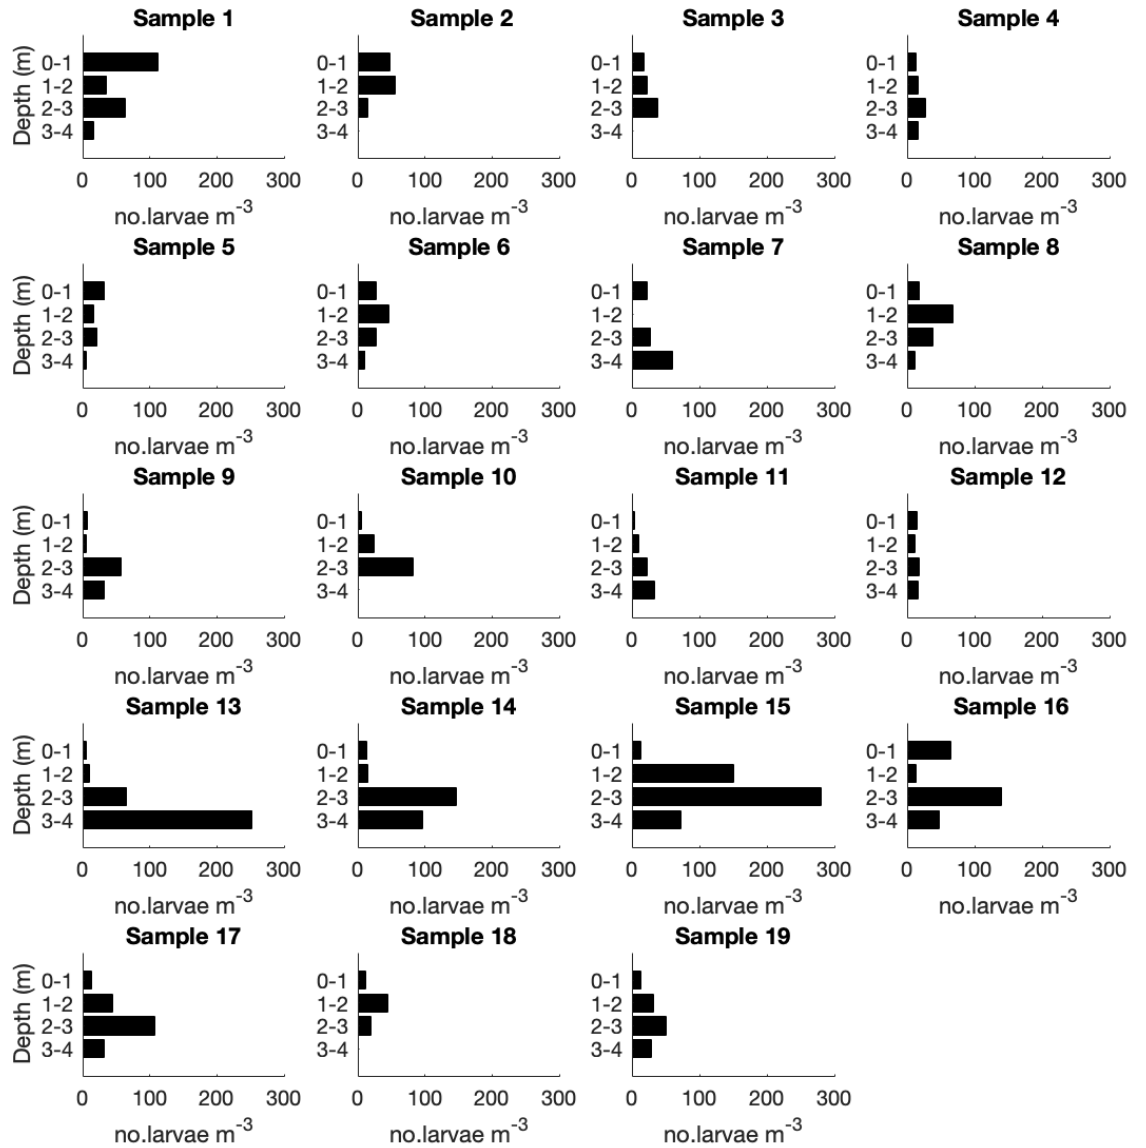 Sample 1 Sample 2 Sample 3 Sample 4
Depth (m)
0-1 0-1 0-1 0-1
1-2 1-2 1-2 1-2
2-3 2-3 2-3 2-3
3-4 3-4 3-4 3-4
0 100 200 300 0 100 200 300 0 100 200 300 0 100 200 300
no.larvae m⁻³ no.larvae m⁻³ no.larvae m⁻³ no.larvae m⁻³
Sample 5 Sample 6 Sample 7 Sample 8
Depth (m)
0-1 0-1 0-1 0-1
1-2 1-2 1-2 1-2
2-3 2-3 2-3 2-3
3-4 3-4 3-4 3-4
0 100 200 300 0 100 200 300 0 100 200 300 0 100 200 300
no.larvae m⁻³ no.larvae m⁻³ no.larvae m⁻³ no.larvae m⁻³
Sample 9 Sample 10 Sample 11 Sample 12
Depth (m)
0-1 0-1 0-1 0-1
1-2 1-2 1-2 1-2
2-3 2-3 2-3 2-3
3-4 3-4 3-4 3-4
0 100 200 300 0 100 200 300 0 100 200 300 0 100 200 300
no.larvae m⁻³ no.larvae m⁻³ no.larvae m⁻³ no.larvae m⁻³
Sample 13 Sample 14 Sample 15 Sample 16
Depth (m)
0-1 0-1 0-1 0-1
1-2 1-2 1-2 1-2
2-3 2-3 2-3 2-3
3-4 3-4 3-4 3-4
0 100 200 300 0 100 200 300 0 100 200 300 0 100 200 300
no.larvae m⁻³ no.larvae m⁻³ no.larvae m⁻³ no.larvae m⁻³
Sample 17 Sample 18 Sample 19
Depth (m)
0-1 0-1 0-1
1-2 1-2 1-2
2-3 2-3 2-3
3-4 3-4 3-4
0 100 200 300 0 100 200 300 0 100 200 300
no.larvae m⁻³ no.larvae m⁻³ no.larvae m⁻³